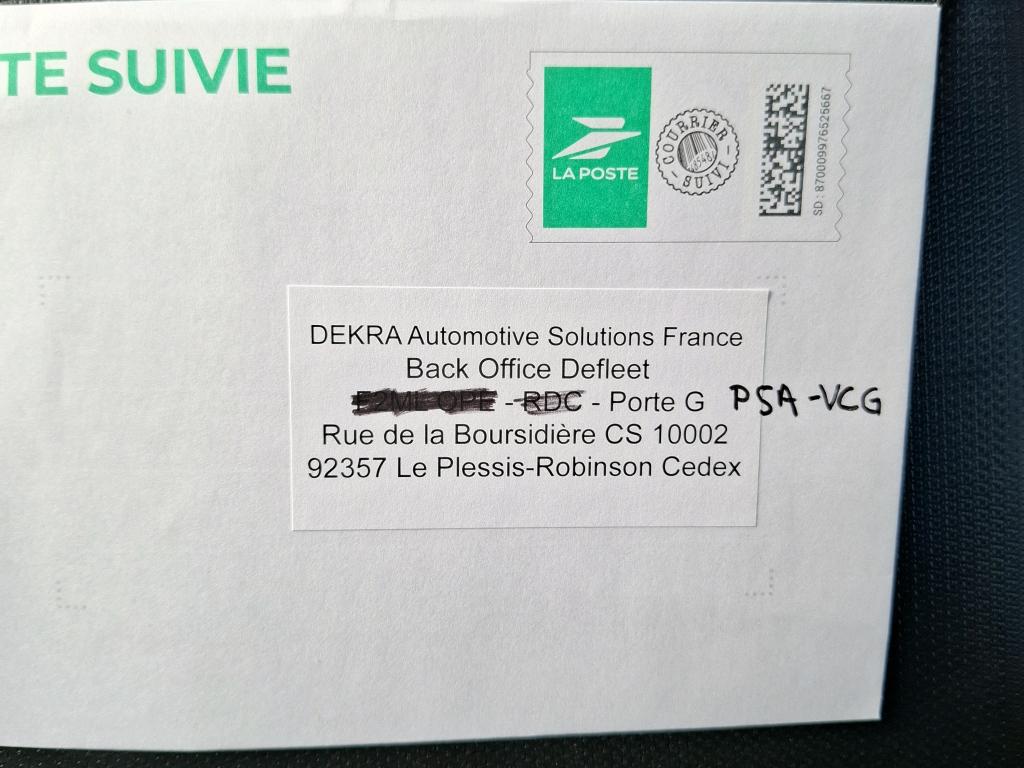 TE SUIVIE
LA POSTE
COURRIER
SUIVI
SD : 870009976525667
DEKRA Automotive Solutions France
Back Office Defleet
- RDC - Porte G PSA-VCG
Rue de la Boursidière CS 10002
92357 Le Plessis-Robinson Cedex